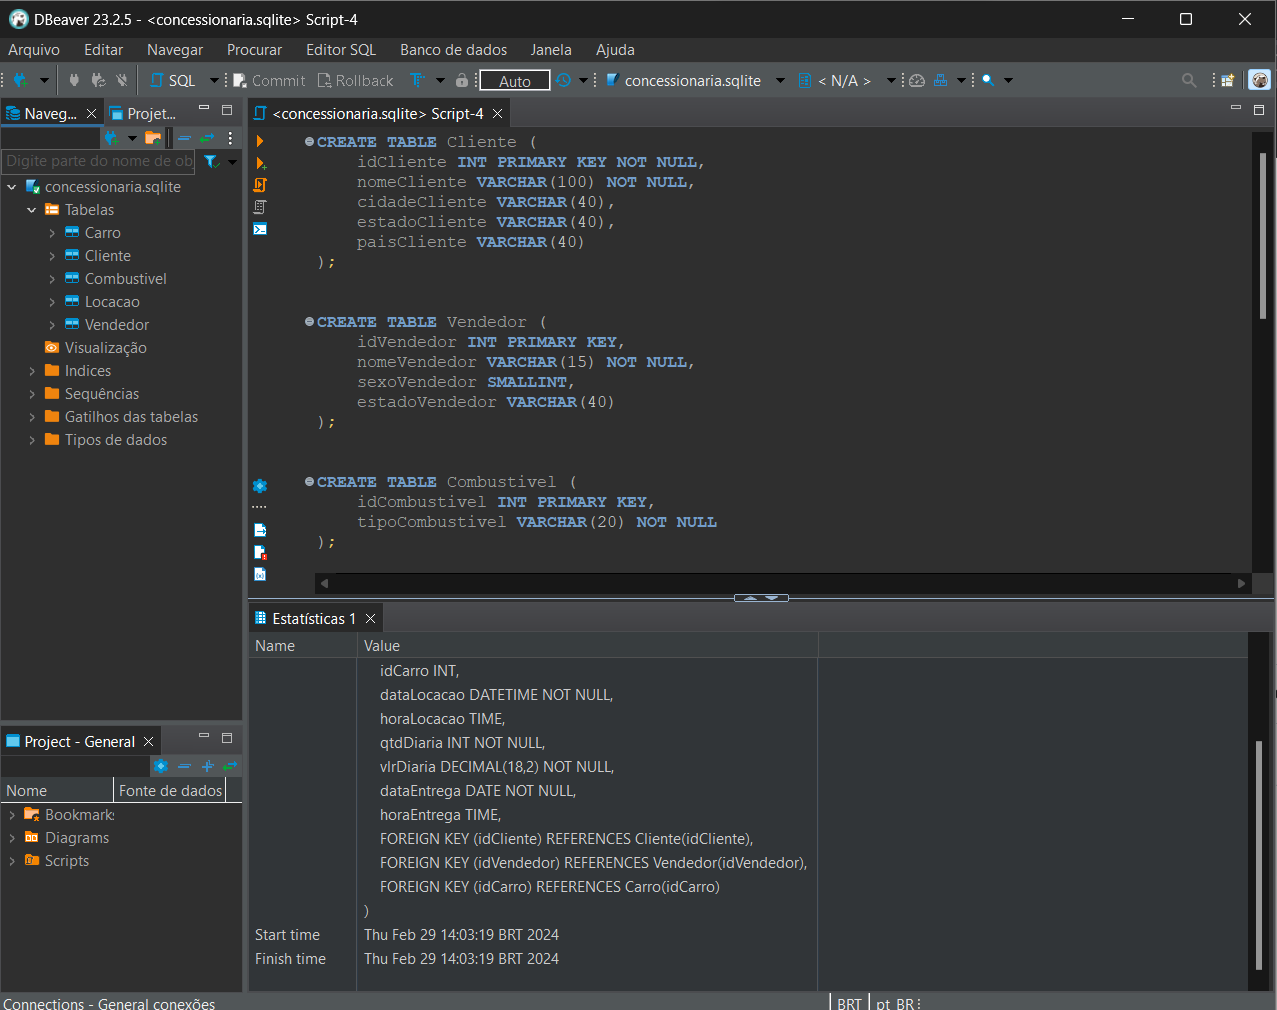 DBeaver 23.2.5 - <concessionaria.sqlite> Script-4
Arquivo Editar Navegar Procurar Editor SQL Banco de dados Janela Ajuda
SQL Commit Rollback Auto concessionaria.sqlite < N/A >
Naveg... Projet...
<concessionaria.sqlite> Script-4
Digite parte do nome de ob
concessionaria.sqlite
Tabelas
Carro
Cliente
Combustivel
Locacao
Vendedor
Visualização
Indices
Sequências
Gatilhos das tabelas
Tipos de dados
CREATE TABLE Cliente (
idCliente INT PRIMARY KEY NOT NULL,
nomeCliente VARCHAR(100) NOT NULL,
cidadeCliente VARCHAR(40),
estadoCliente VARCHAR(40),
paisCliente VARCHAR(40)
);
CREATE TABLE Vendedor (
idVendedor INT PRIMARY KEY,
nomeVendedor VARCHAR(15) NOT NULL,
sexoVendedor SMALLINT,
estadoVendedor VARCHAR(40)
);
CREATE TABLE Combustivel (
idCombustivel INT PRIMARY KEY,
tipoCombustivel VARCHAR(20) NOT NULL
);
Estatísticas 1
Name Value
idCarro INT,
dataLocacao DATETIME NOT NULL,
horaLocacao TIME,
qtdDiaria INT NOT NULL,
vlrDiaria DECIMAL(18,2) NOT NULL,
dataEntrega DATE NOT NULL,
horaEntrega TIME,
FOREIGN KEY (idCliente) REFERENCES Cliente(idCliente),
FOREIGN KEY (idVendedor) REFERENCES Vendedor(idVendedor),
FOREIGN KEY (idCarro) REFERENCES Carro(idCarro)
)
Start time Thu Feb 29 14:03:19 BRT 2024
Finish time Thu Feb 29 14:03:19 BRT 2024
Project - General
Nome Fonte de dados
Bookmark
Diagrams
Scripts
Connections - General conexões
BRT pt_BR